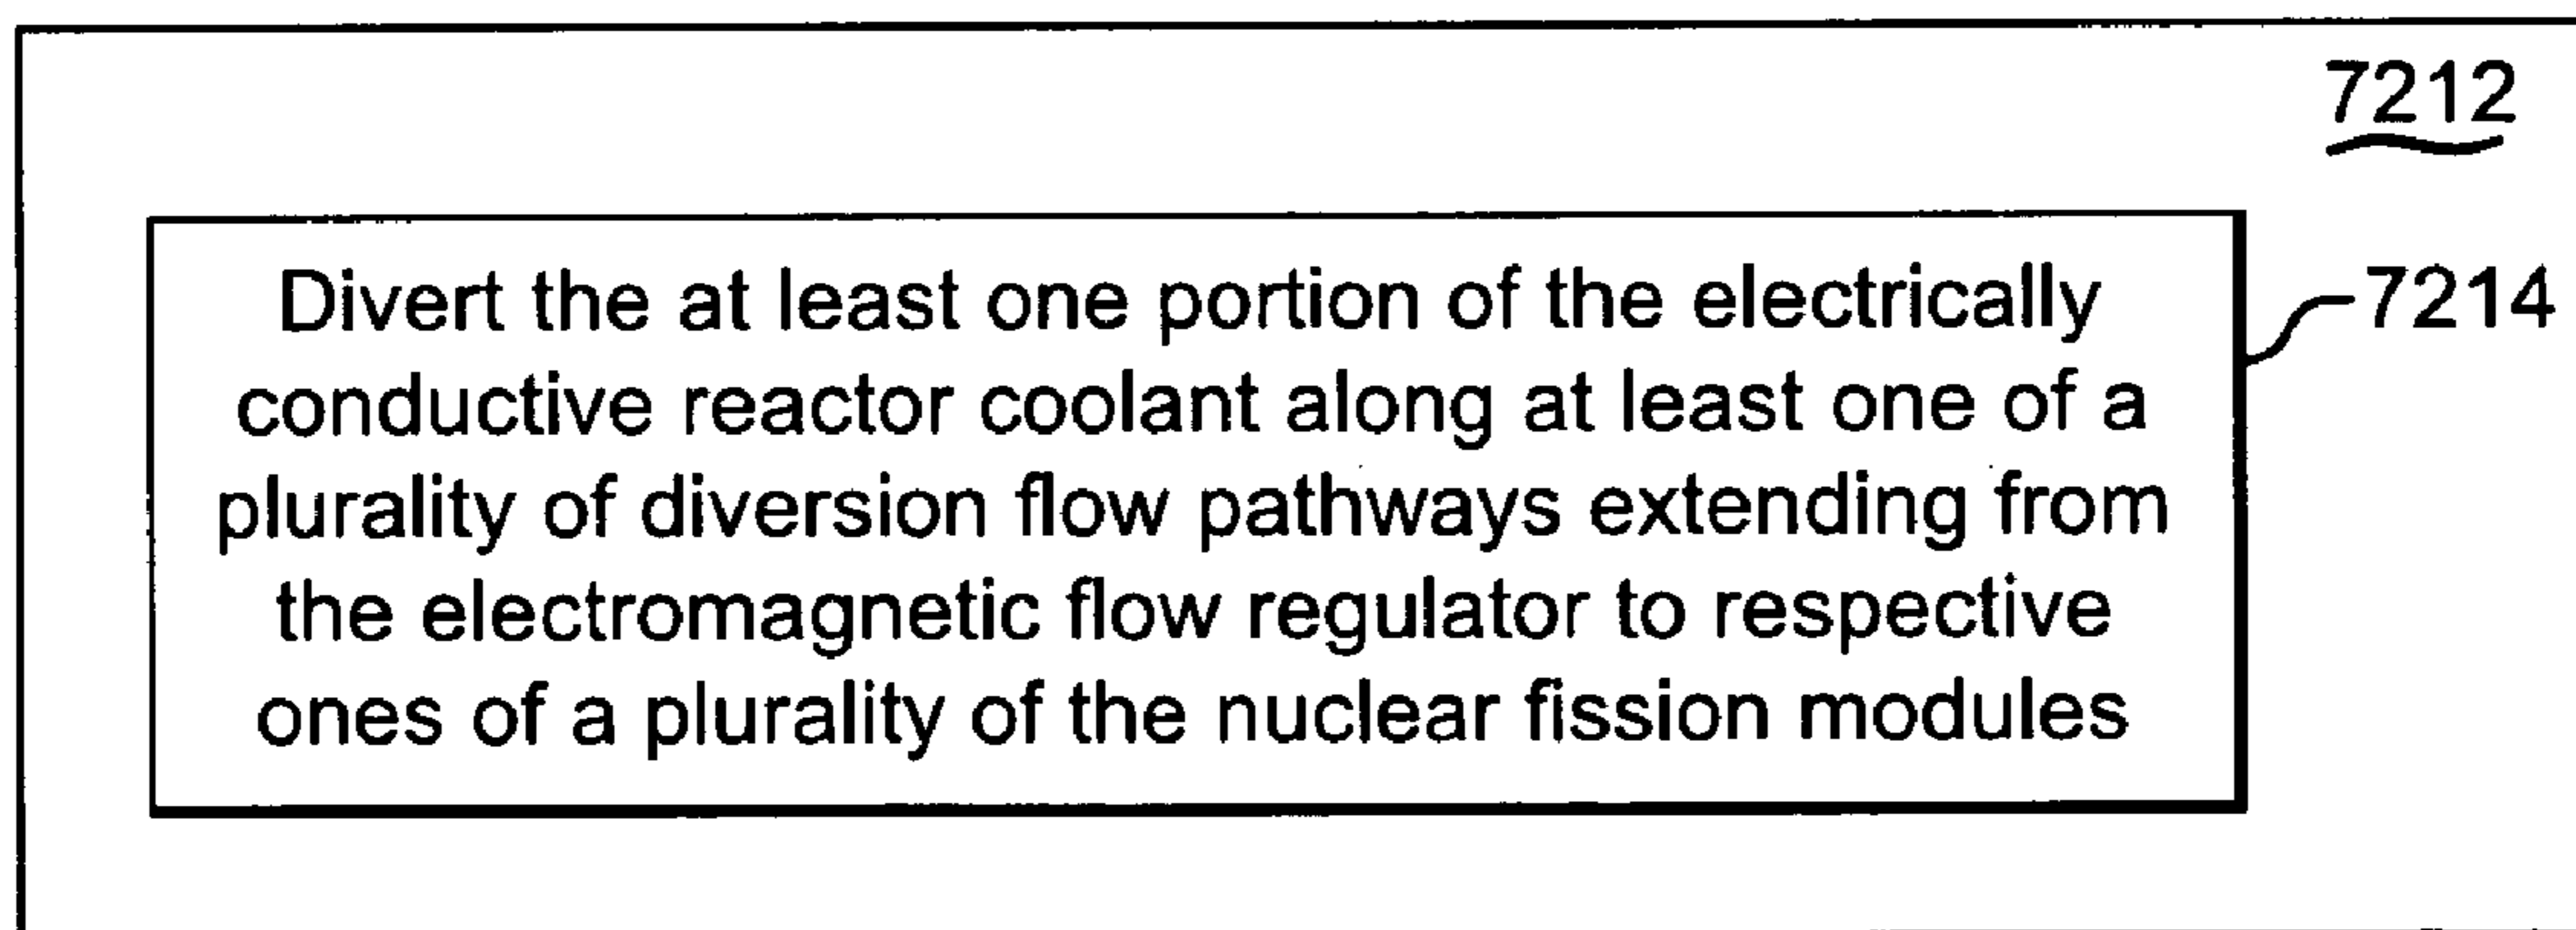 7212
Divert the at least one portion of the electrically
7214
conductive reactor coolant along at least one of a
plurality of diversion flow pathways extending from
the electromagnetic flow regulator to respective
ones of a plurality of the nuclear fission modules